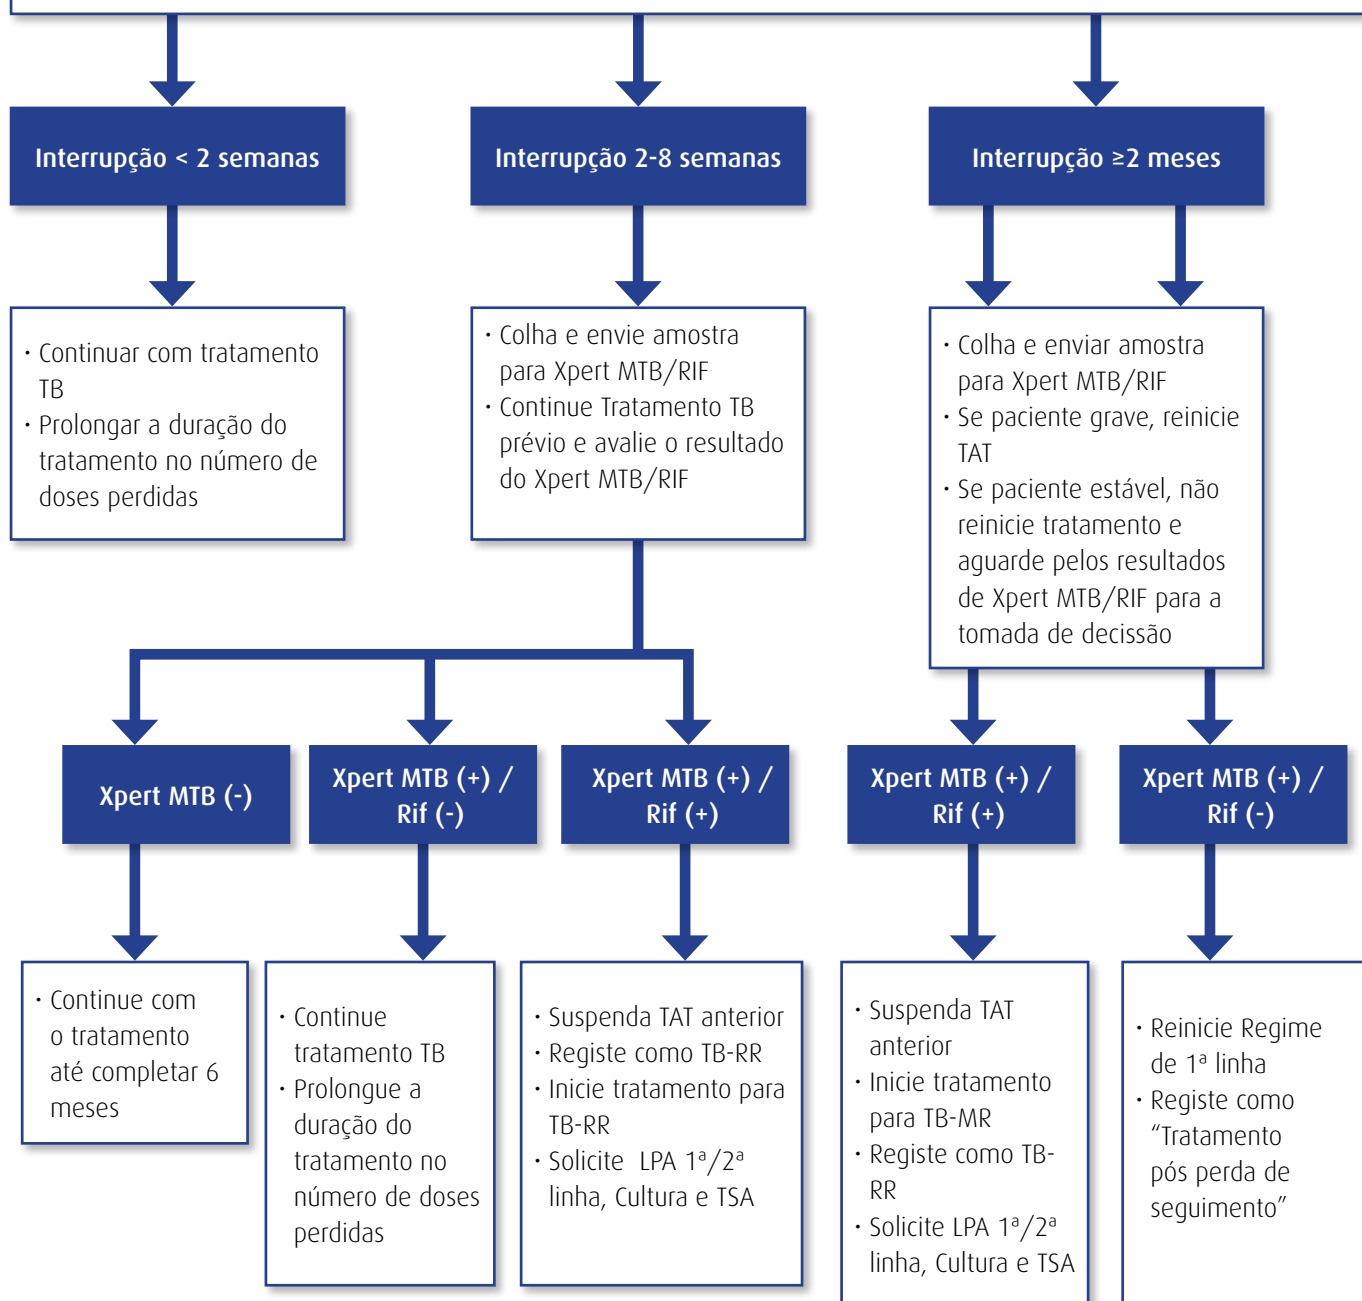 Interrupção < 2 semanas
Interrupção 2-8 semanas
Interrupção ≥2 meses
· Continuar com tratamento
TB
· Prolongar a duração do
tratamento no número de
doses perdidas
· Colha e envie amostra
para Xpert MTB/RIF
· Continue Tratamento TB
prévio e avalie o resultado
do Xpert MTB/RIF
· Colha e enviar amostra
para Xpert MTB/RIF
· Se paciente grave, reinicie
TAT
· Se paciente estável, não
reinicie tratamento e
aguarde pelos resultados
de Xpert MTB/RIF para a
tomada de decissão
Xpert MTB (-)
Xpert MTB (+) /
Rif (-)
Xpert MTB (+) /
Rif (+)
Xpert MTB (+) /
Rif (+)
Xpert MTB (+) /
Rif (-)
· Continue com
o tratamento
até completar 6
meses
· Continue
tratamento TB
· Prolongue a
duração do
tratamento no
número de doses
perdidas
· Suspenda TAT anterior
· Registe como TB-RR
· Inicie tratamento para
TB-RR
· Solicite LPA 1ª/2ª
linha, Cultura e TSA
· Suspenda TAT
anterior
· Inicie tratamento
para TB-MR
· Registe como TB-
RR
· Solicite LPA 1ª/2ª
linha, Cultura e TSA
· Reinicie Regime
de 1ª linha
· Registe como
“Tratamento
pós perda de
seguimento”